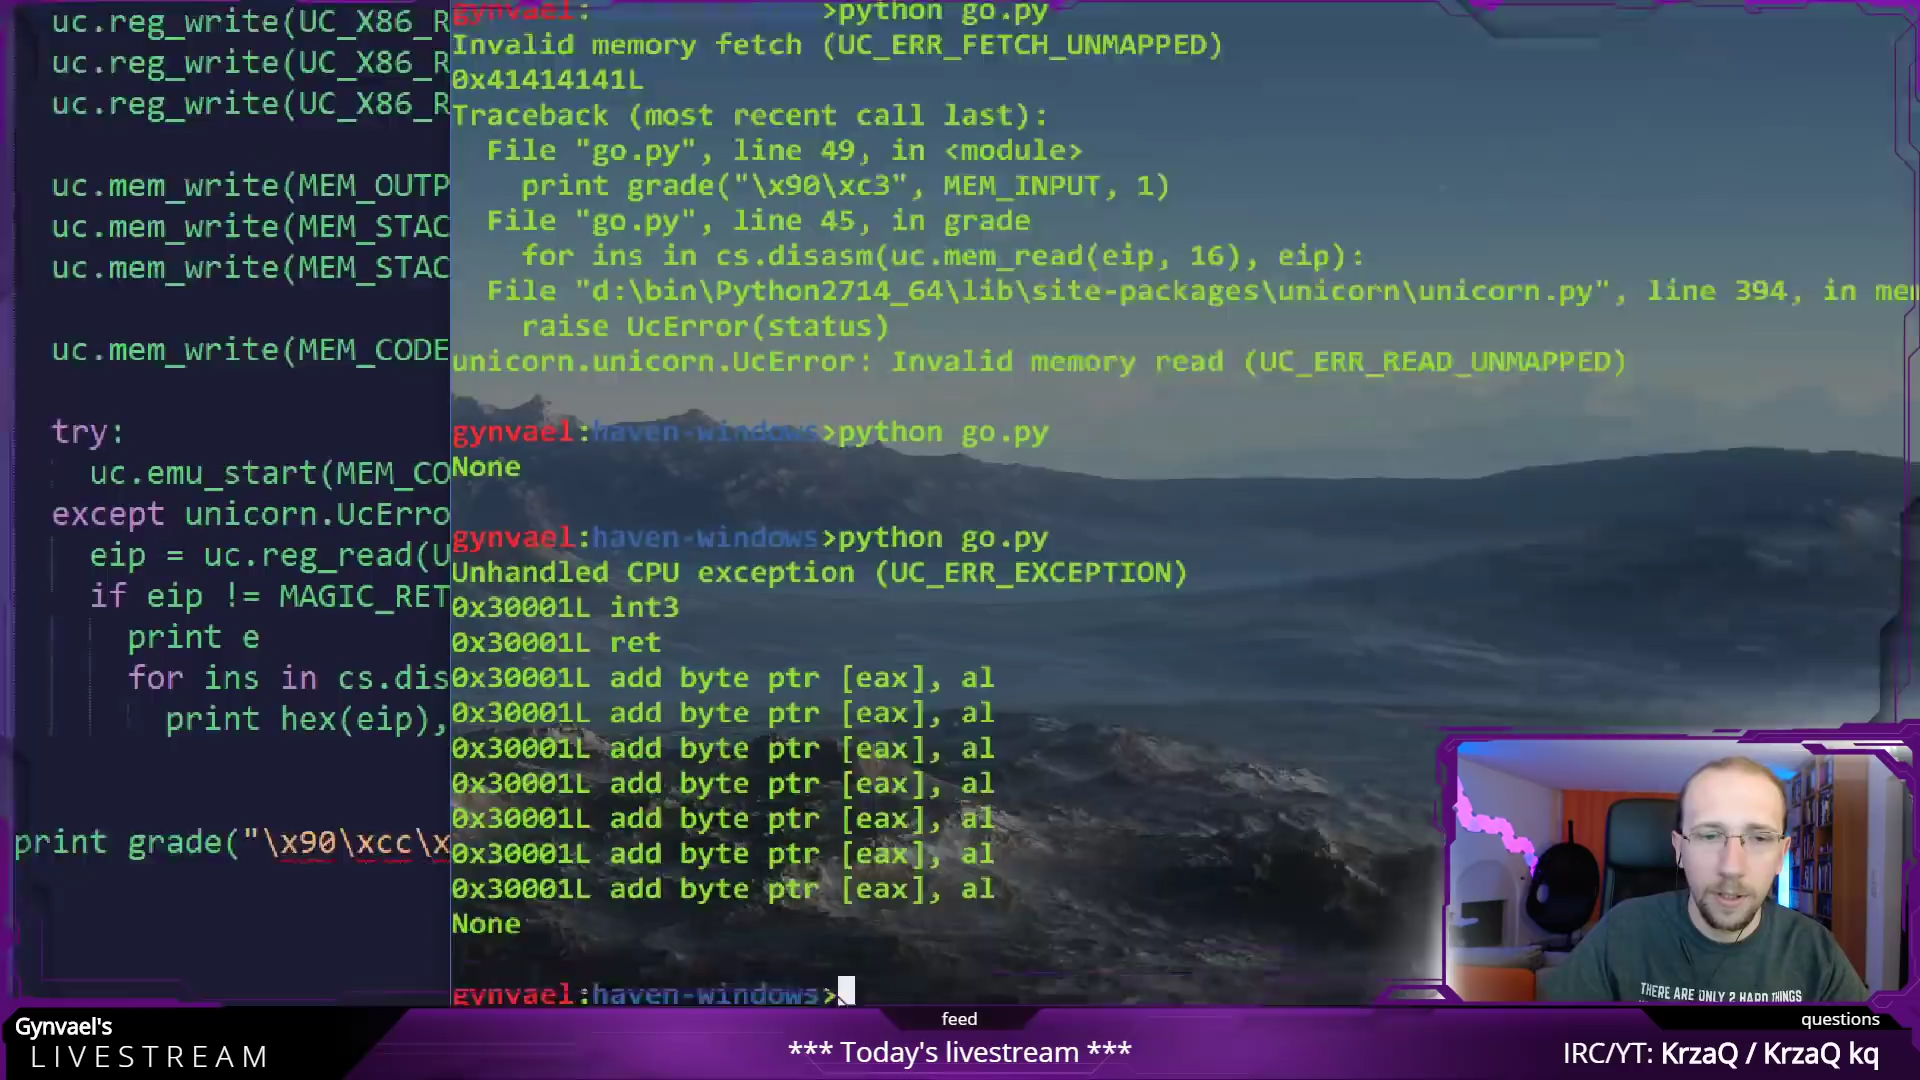 uc.reg_write(UC_X86_R
uc.reg_write(UC_X86_R
uc.reg_write(UC_X86_R
uc.mem_write(MEM_OUTP
uc.mem_write(MEM_STAC
uc.mem_write(MEM_STAC
uc.mem_write(MEM_CODE
try:
uc.emu_start(MEM_CO
except unicorn.UcErro
eip = uc.reg_read(U
if eip != MAGIC_RET
print e
for ins in cs.dis
print hex(eip),
print grade("\x90\xcc\x
gynvael: >python go.py
Invalid memory fetch (UC_ERR_FETCH_UNMAPPED)
0x41414141L
Traceback (most recent call last):
File "go.py", line 49, in <module>
print grade("\x90\xc3", MEM_INPUT, 1)
File "go.py", line 45, in grade
for ins in cs.disasm(uc.mem_read(eip, 16), eip):
File "d:\bin\Python2714_64\lib\site-packages\unicorn\unicorn.py", line 394, in me
raise UcError(status)
unicorn.unicorn.UcError: Invalid memory read (UC_ERR_READ_UNMAPPED)
gynvael:haven-windows>python go.py
None
gynvael:haven-windows>python go.py
Unhandled CPU exception (UC_ERR_EXCEPTION)
0x30001L int3
0x30001L ret
0x30001L add byte ptr [eax], al
0x30001L add byte ptr [eax], al
0x30001L add byte ptr [eax], al
0x30001L add byte ptr [eax], al
0x30001L add byte ptr [eax], al
0x30001L add byte ptr [eax], al
0x30001L add byte ptr [eax], al
None
gynvael:haven-windows>
THERE ARE ONLY 2 HARD THINGS
Gynvael's
LIVESTREAM
feed
*** Today's livestream ***
questions
IRC/YT: KrzaQ / KrzaQ kq